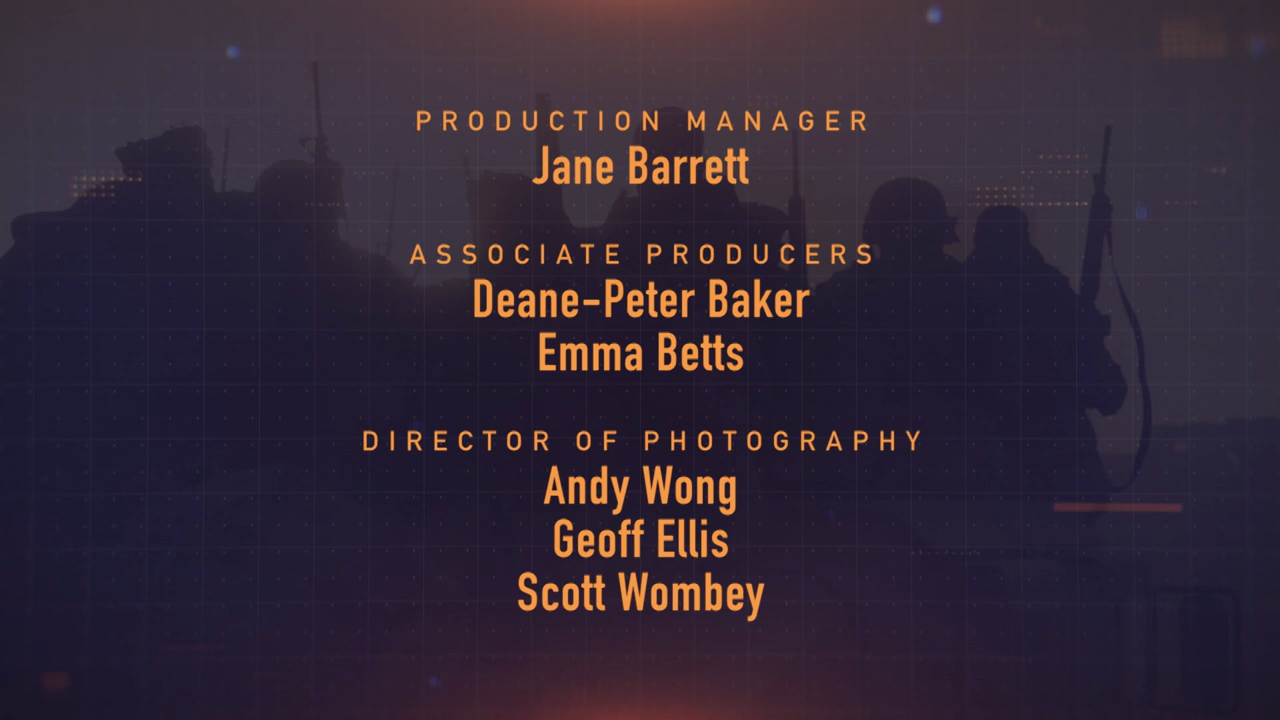 PRODUCTION MANAGER
Jane Barrett
ASSOCIATE PRODUCERS
Deane-Peter Baker
Emma Betts
DIRECTOR OF PHOTOGRAPHY
Andy Wong
Geoff Ellis
Scott Wombey